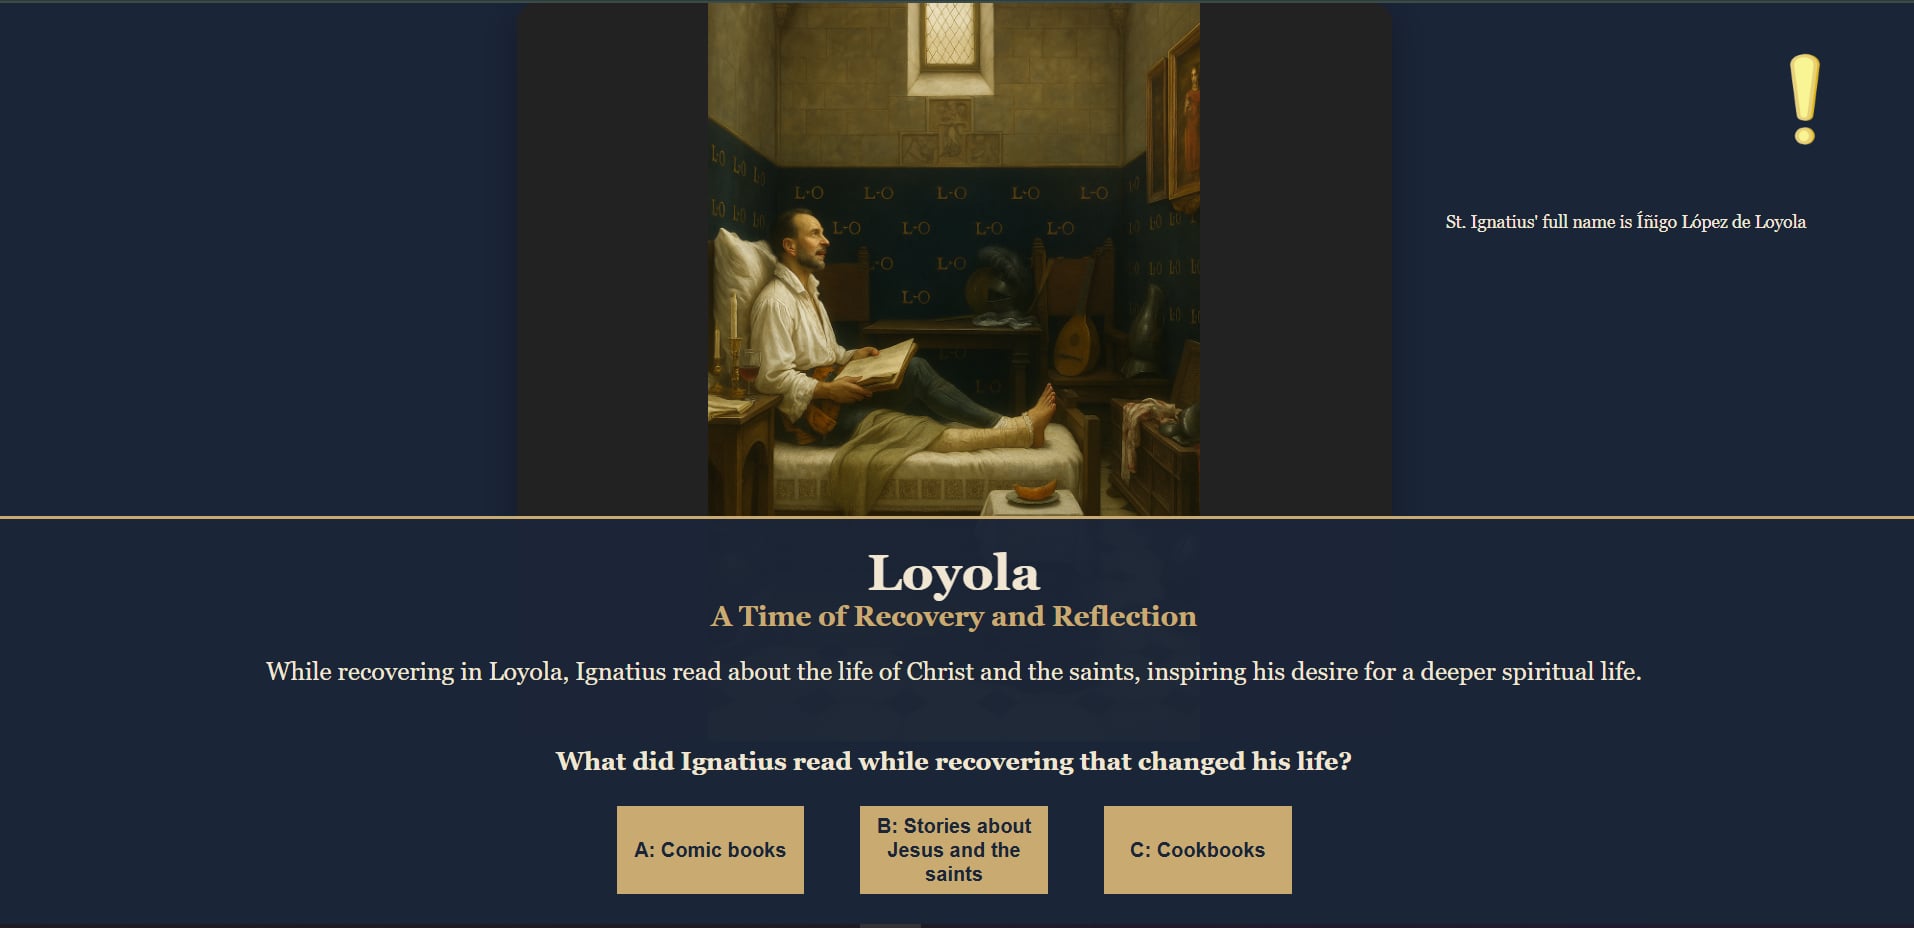 L·O L·O L·O
L·O L·O L·O
L·O L·O L·O L·O L·O
L·O L·O L·O L·O
L·O L·O
L·O
L·O
L·O
St. Ignatius' full name is Íñigo López de Loyola
Loyola
A Time of Recovery and Reflection
While recovering in Loyola, Ignatius read about the life of Christ and the saints, inspiring his desire for a deeper spiritual life.
What did Ignatius read while recovering that changed his life?
A: Comic books
B: Stories about
Jesus and the
saints
C: Cookbooks